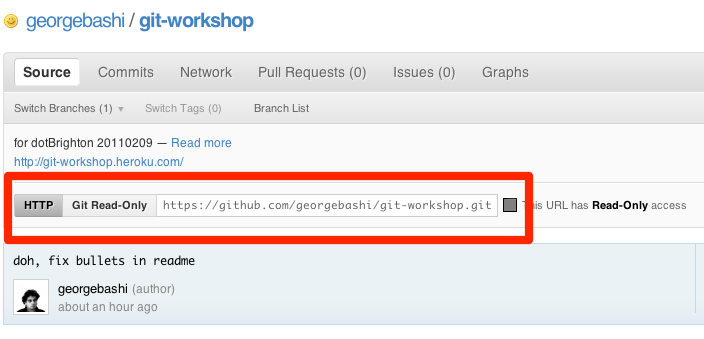 georgebashi / git-workshop
Source Commits Network Pull Requests (0) Issues (0) Graphs
Switch Branches (1) Switch Tags (0) Branch List
for dotBrighton 20110209 — Read more
http://git-workshop.heroku.com/
HTTP Git Read-Only https://github.com/georgebashi/git-workshop.git This URL has Read-Only access
doh, fix bullets in readme
georgebashi (author)
about an hour ago